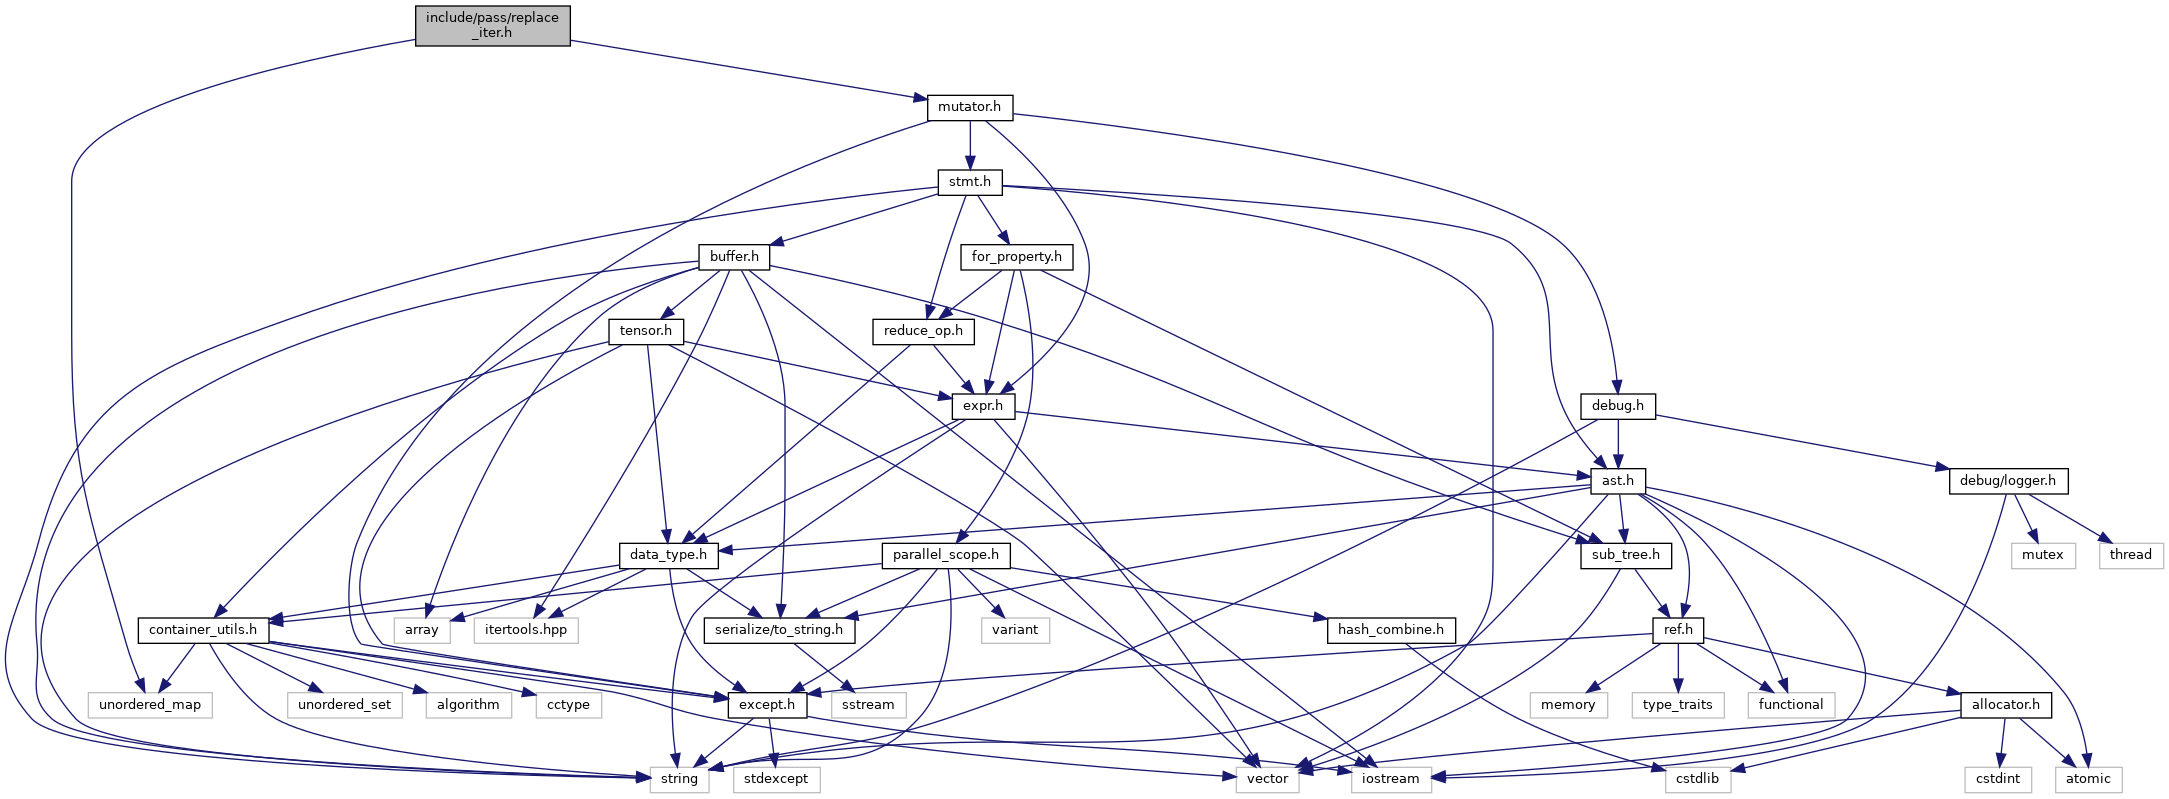 include/pass/replace
_iter.h
mutator.h
stmt.h
buffer.h
for_property.h
tensor.h
reduce_op.h
expr.h
debug.h
ast.h
debug/logger.h
data_type.h
parallel_scope.h
sub_tree.h
mutex
thread
container_utils.h
array
itertools.hpp
serialize/to_string.h
variant
hash_combine.h
ref.h
unordered_map
unordered_set
algorithm
cctype
except.h
sstream
memory
type_traits
functional
allocator.h
string
stdexcept
vector
iostream
cstdlib
cstdint
atomic